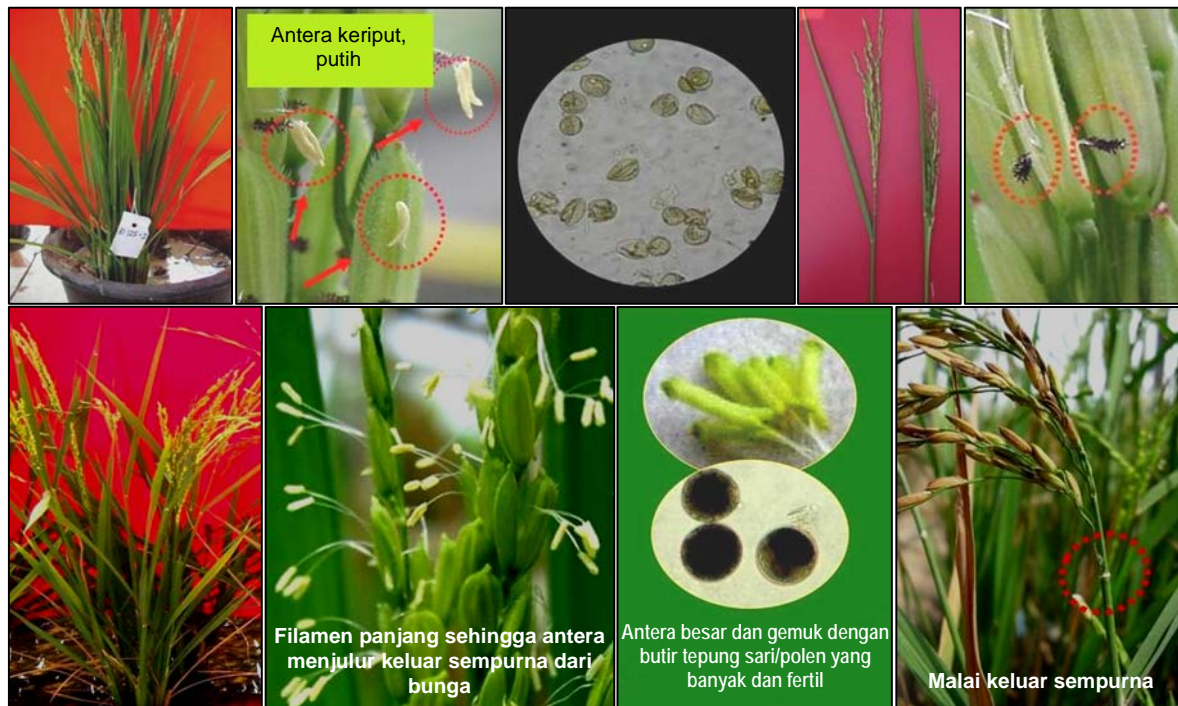 Antera keriput,
putih
Filamen panjang sehingga antera
menjulur keluar sempurna dari
bunga
Antera besar dan gemuk dengan
butir tepung sari/polen yang
banyak dan fertil
Malai keluar sempurna